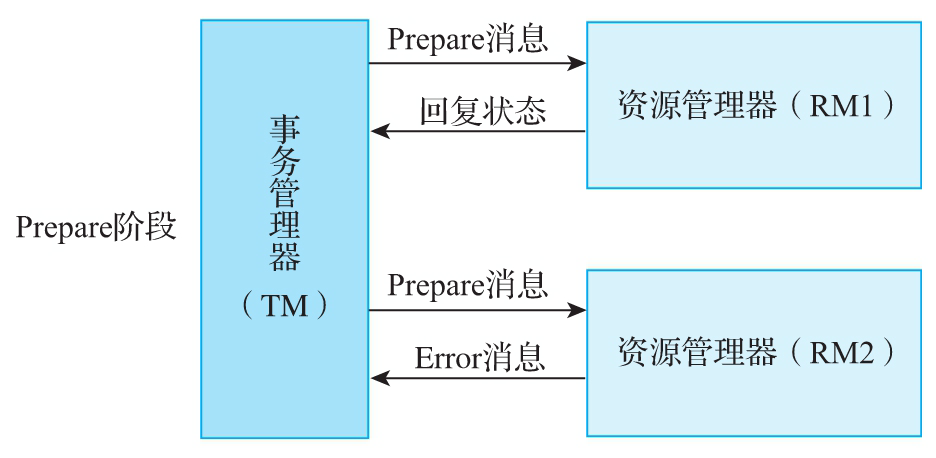 Prepare阶段
事务管理器
（TM）
Prepare消息
回复状态
资源管理器（RM1）
Prepare消息
Error消息
资源管理器（RM2）